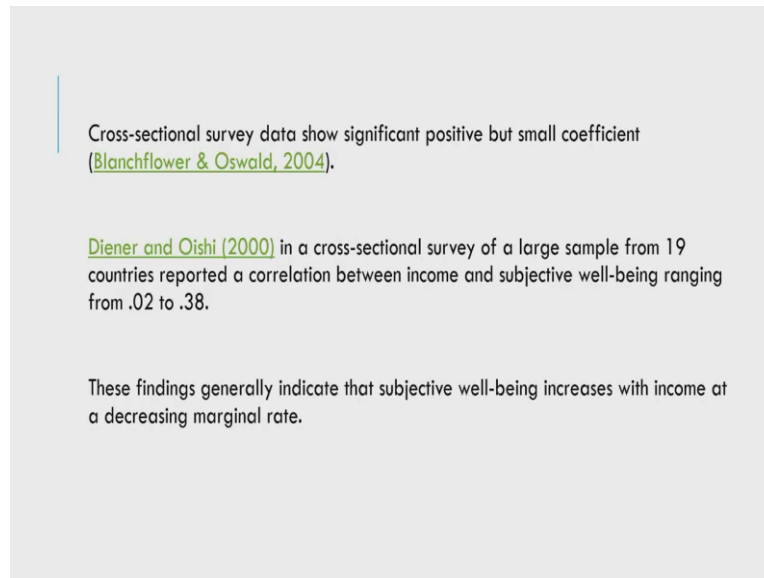 Cross-sectional survey data show significant positive but small coefficient
(Blanchflower & Oswald, 2004).
Diener and Oishi (2000) in a cross-sectional survey of a large sample from 19
countries reported a correlation between income and subjective well-being ranging
from .02 to .38.
These findings generally indicate that subjective well-being increases with income at
a decreasing marginal rate.